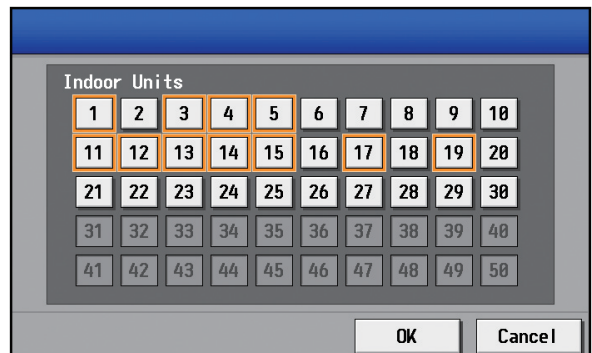 Indoor Units
1 2 3 4 5 6 7 8 9 10
11 12 13 14 15 16 17 18 19 20
21 22 23 24 25 26 27 28 29 30
31 32 33 34 35 36 37 38 39 40
41 42 43 44 45 46 47 48 49 50
OK Cancel